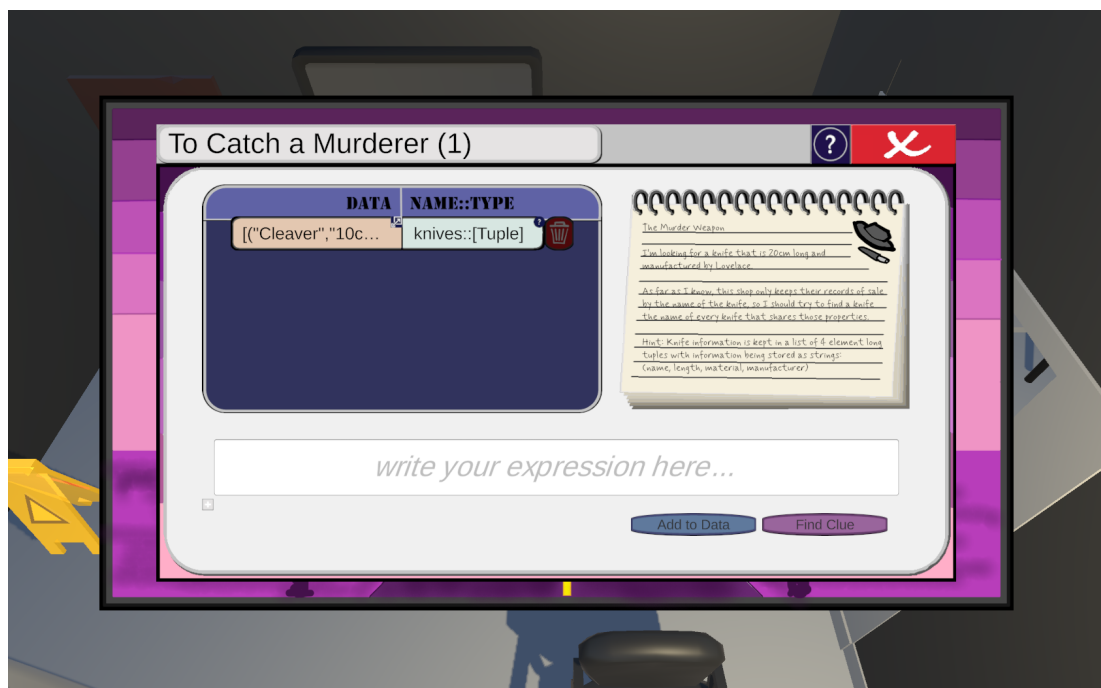 To Catch a Murderer (1)
?
DATA NAME::TYPE
[("Cleaver","10c... knives::[Tuple]
The Murder Weapon
I'm looking for a knife that is 20cm long and
manufactured by Lovelace.
As far as I know, this shop only keeps their records of sale
by the name of the knife, so I should try to find a knife
the name of every knife that shares those properties.
Hint: Knife information is kept in a list of 4 element long
tuples with information being stored as strings:
(name, length, material, manufacturer)
write your expression here...
Add to Data Find Clue